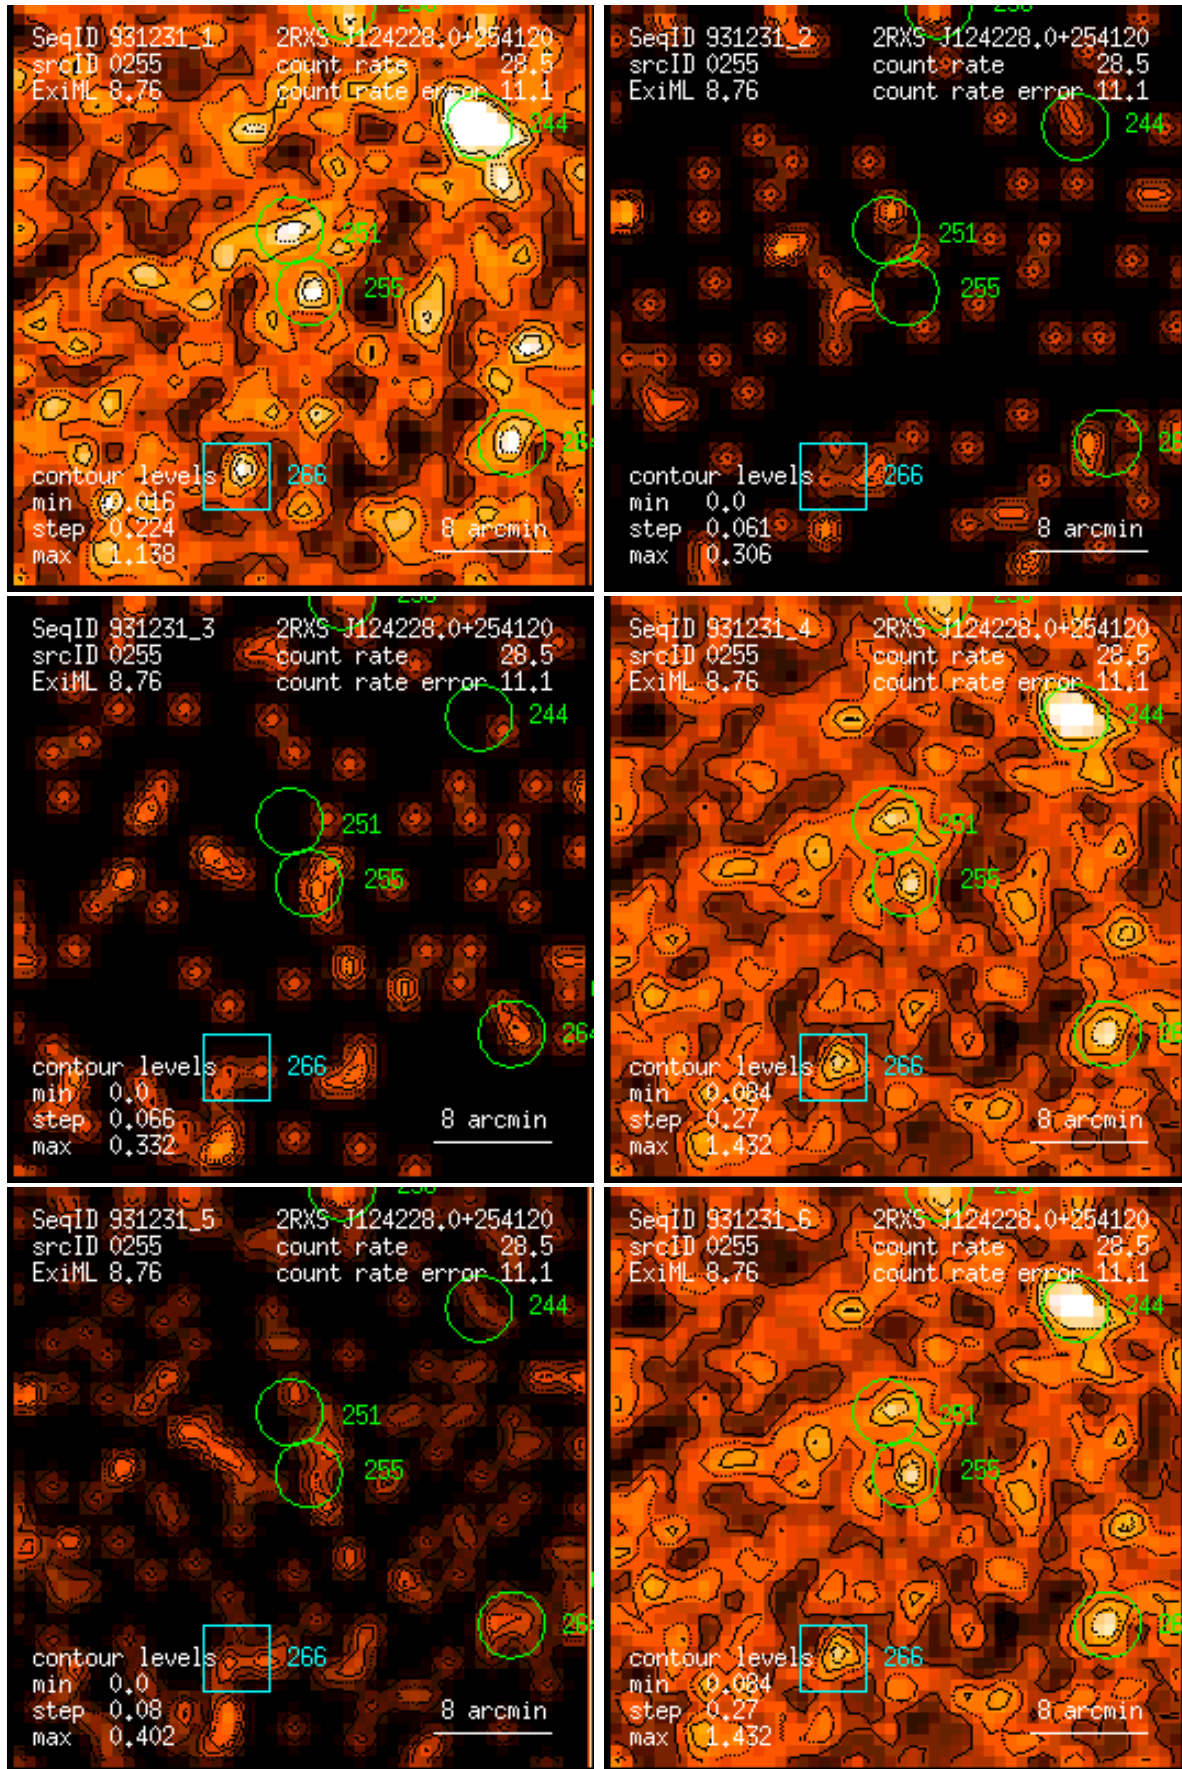 SeqID 931231_1 2RXS J124228.0+254120
srcID 0255 count rate 28.5
ExiML 8.76 count rate error 11.1
244
251
255
266
contour levels
min 0.016
step 0.224
max 1.138
8 arcmin
SeqID 931231_2 2RXS J124228.0+254120
srcID 0255 count rate 28.5
ExiML 8.76 count rate error 11.1
244
251
255
266
contour levels
min 0.0
step 0.061
max 0.306
8 arcmin
SeqID 931231_3 2RXS J124228.0+254120
srcID 0255 count rate 28.5
ExiML 8.76 count rate error 11.1
244
251
255
264
266
contour levels
min 0.0
step 0.066
max 0.332
8 arcmin
SeqID 931231_4 2RXS J124228.0+254120
srcID 0255 count rate 28.5
ExiML 8.76 count rate error 11.1
244
251
255
266
contour levels
min 0.084
step 0.27
max 1.432
8 arcmin
SeqID 931231_5 2RXS J124228.0+254120
srcID 0255 count rate 28.5
ExiML 8.76 count rate error 11.1
244
251
255
264
266
contour levels
min 0.0
step 0.08
max 0.402
8 arcmin
SeqID 931231_6 2RXS J124228.0+254120
srcID 0255 count rate 28.5
ExiML 8.76 count rate error 11.1
244
251
255
266
contour levels
min 0.084
step 0.27
max 1.432
8 arcmin